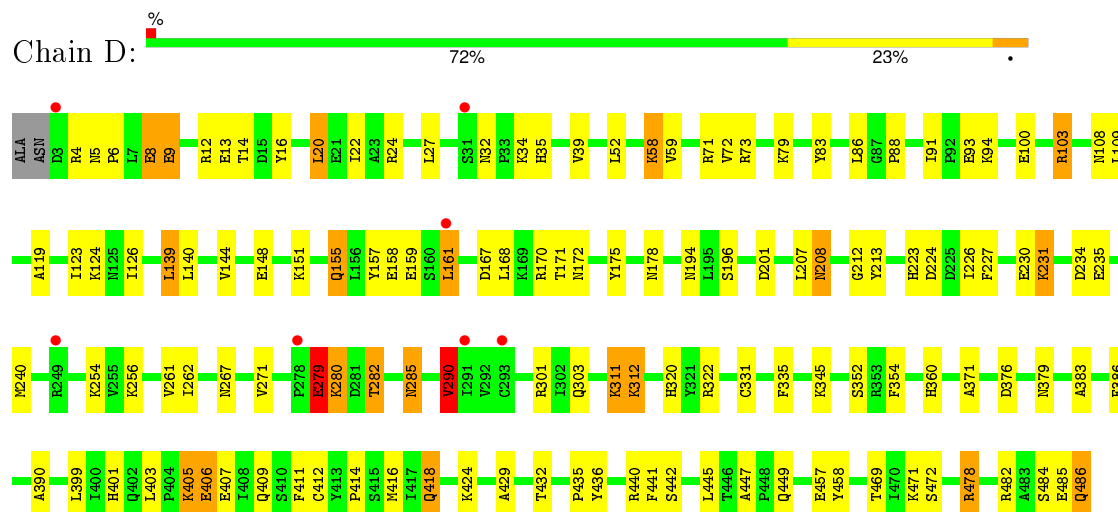 %
Chain D:
72% 23% •
ALA ASN D3 R4 N5 P6 L7 E8 E9 R12 E13 T14 D15 Y16 L20 E21 I22 A23 R24 L27 S31 N32 P33 K34 H35 V39 L52 K58 V59 R71 V72 R73 K79 Y83 L86 G87 P88 I91 P92 E93 K94 E100 R103 N108 L109
A119 I123 K124 N125 I126 L139 L140 V144 E148 K151 Q155 L156 Y157 E158 E159 S160 L161 D167 L168 K169 R170 T171 N172 Y175 N178 N194 L195 S196 D201 L207 N208 G212 Y213 H223 D224 D225 I226 F227 E230 K231 D234 E235
M240 R249 K254 V255 K256 V261 I262 N267 V271 P278 E279 K280 D281 T282 N285 V290 I291 V292 C293 R301 I302 Q303 K311 K312 H320 Y321 R322 C331 F335 K345 S352 R353 F354 H360 A371 D376 N379 A383
A390 L399 I400 H401 Q402 L403 P404 K405 E406 E407 I408 Q409 S410 F411 C412 Y413 P414 S415 M416 I417 Q418 K424 A429 T432 P435 Y436 R440 F441 S442 L445 T446 A447 P448 Q449 E457 Y458 T469 I470 K471 S472 R478 R482 A483 S484 E485 Q486